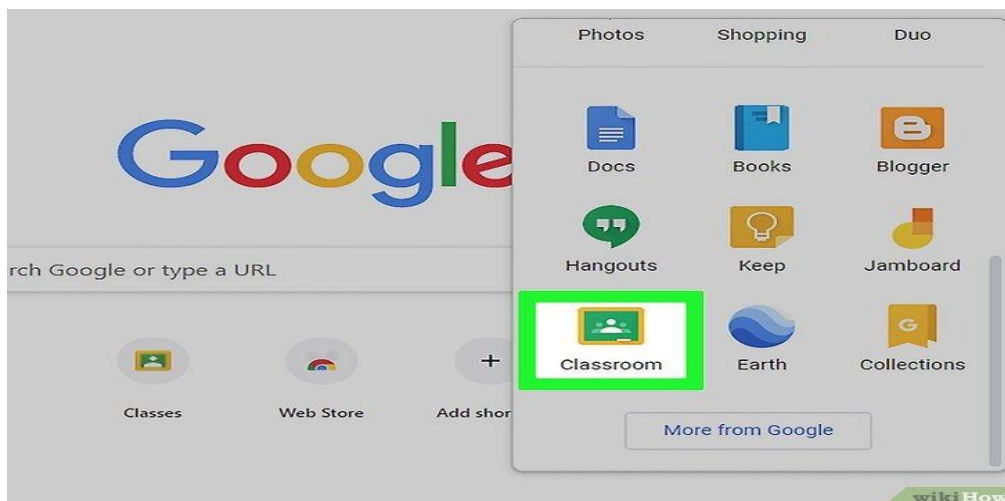 Photos Shopping Duo
Google
Docs Books Blogger
Hangouts Keep Jamboard
rch Google or type a URL
Classroom Earth Collections
G
Classes Web Store Add shor
More from Google
wikiHow